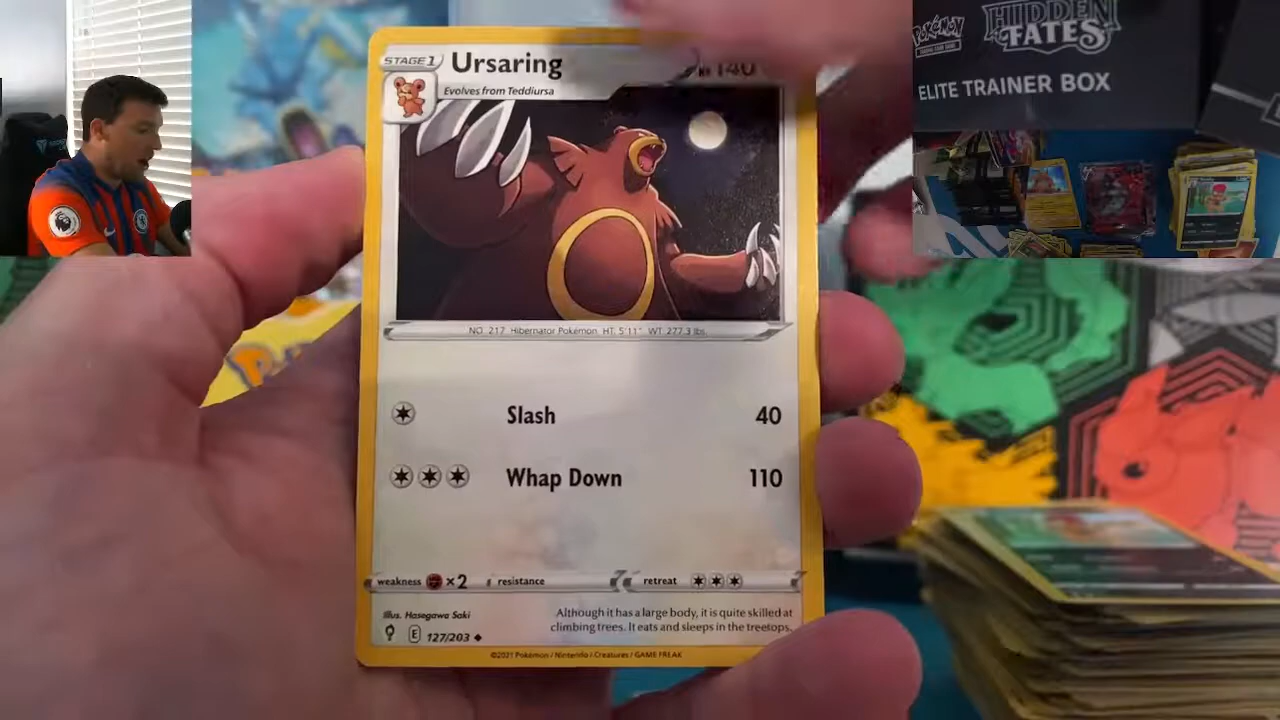 STAGE 1
Ursaring
140
Evolves from Teddiursa
NO. 217 Hibernator Pokémon HT: 5'11" WT: 277.3 lbs.
Slash 40
Whap Down 110
weakness ×2 resistance retreat
Illus. Hasegawa Saki
Although it has a large body, it is quite skilled at
climbing trees. It eats and sleeps in the treetops.
E 127/203
©2021 Pokémon / Nintendo / Creatures / GAME FREAK
Pokémon
HIDDEN
FATES
ELITE TRAINER BOX